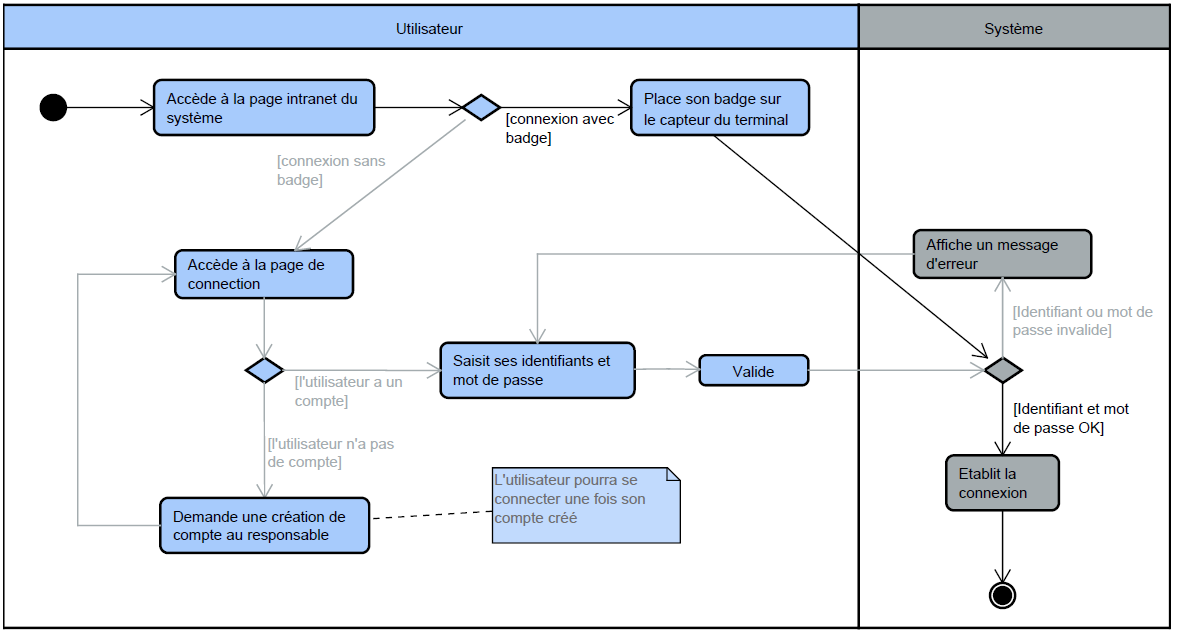 Utilisateur
Système
Accède à la page intranet du
système
[connexion avec
badge]
Place son badge sur
le capteur du terminal
[connexion sans
badge]
Accède à la page de
connection
Affiche un message
d'erreur
[Identifiant ou mot de
passe invalide]
[l'utilisateur a un
compte]
Saisit ses identifiants et
mot de passe
Valide
[Identifiant et mot
de passe OK]
[l'utilisateur n'a pas
de compte]
Etablit la
connexion
L'utilisateur pourra se
connecter une fois son
compte créé
Demande une création de
compte au responsable